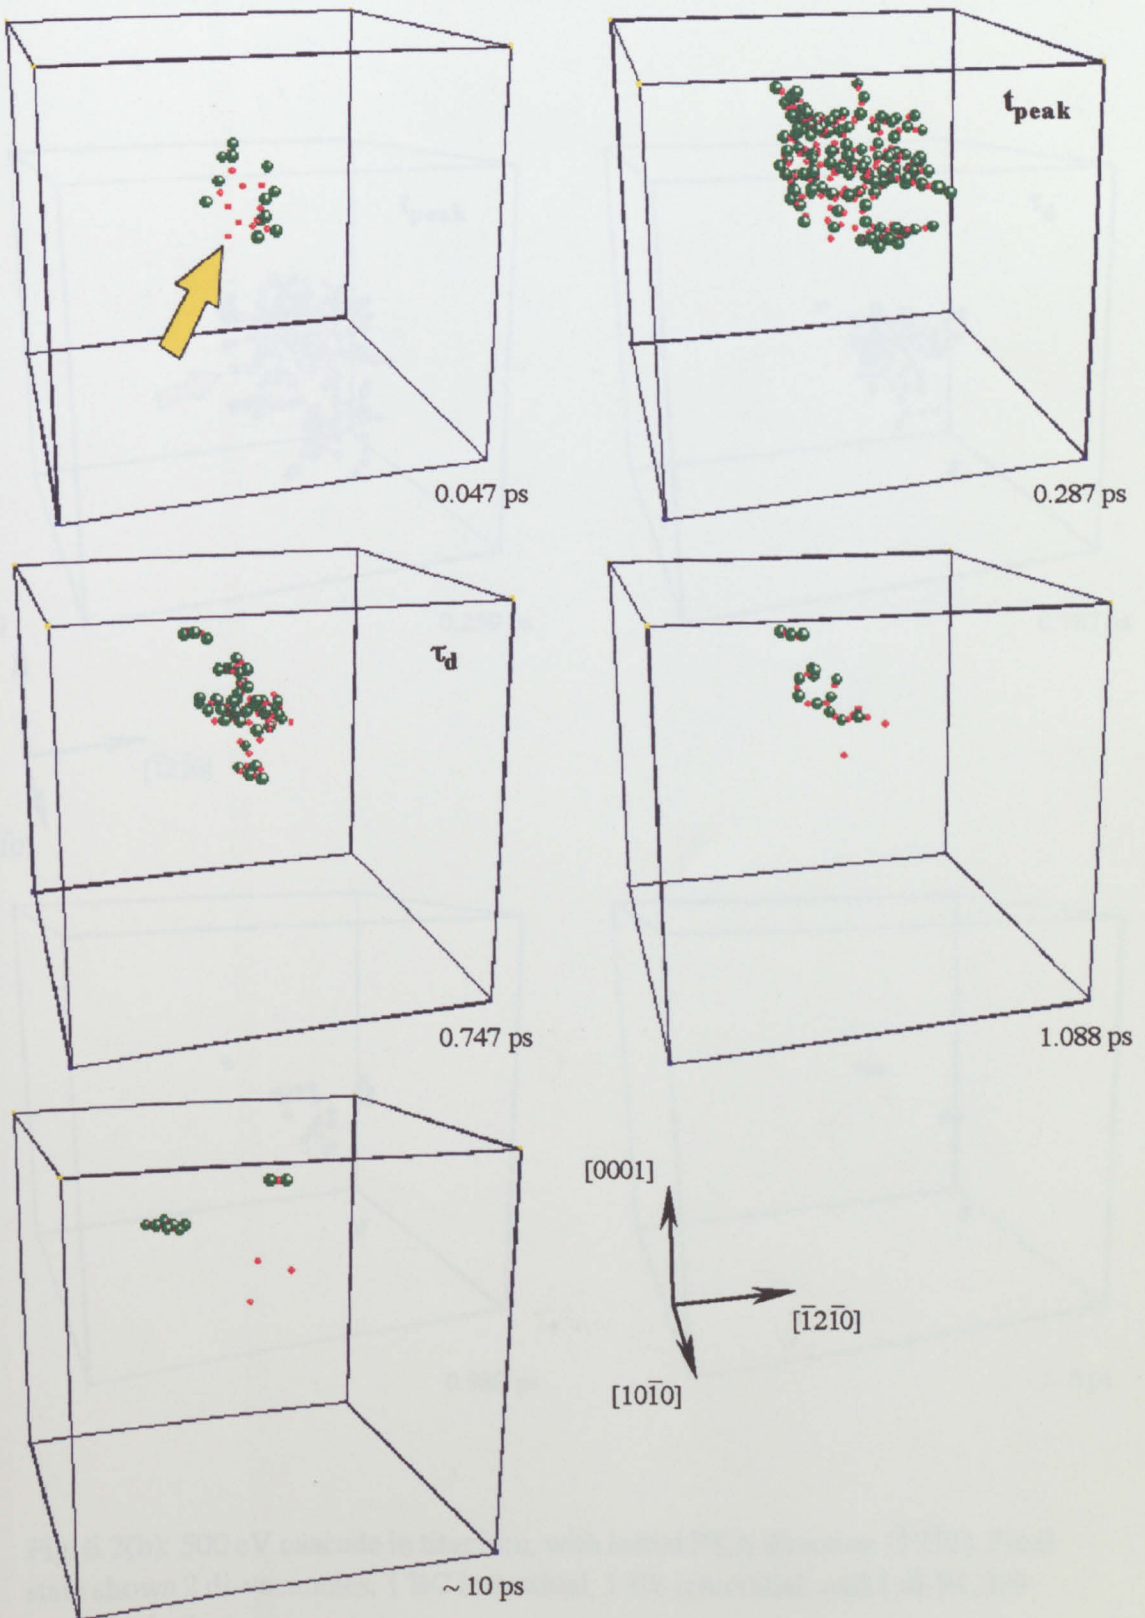 t_peak
0.047 ps
0.287 ps
τ_d
0.747 ps
1.088 ps
[0001]
[1̅21̅0]
[101̅0]
~ 10 ps